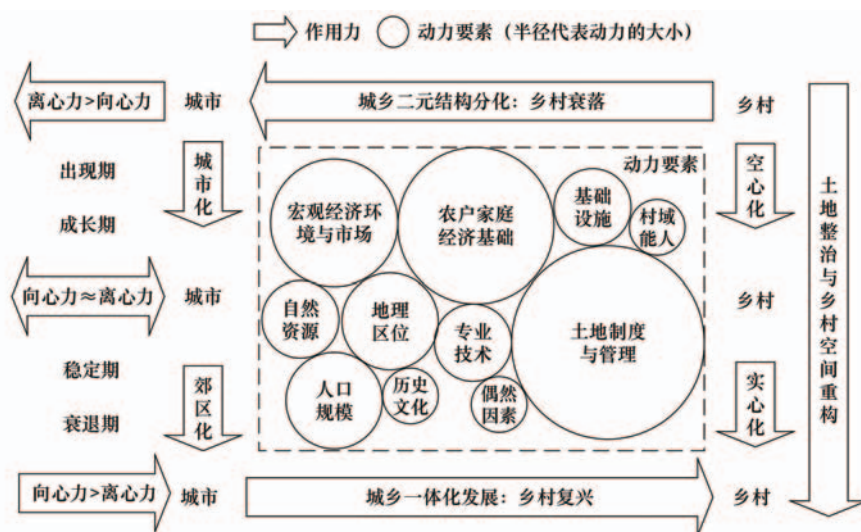 作用力 动力要素（半径代表动力的大小）
离心力>向心力 城市 城乡二元结构分化：乡村衰落 乡村
出现期
成长期
城市化
动力要素
空心化
宏观经济环
境与市场
农户家庭
经济基础
基础
设施
村域
能人
向心力≈离心力 城市
乡村
自然
资源
地理
区位
专业
技术
土地制度
与管理
稳定期
衰退期
郊区化
人口
规模
历史
文化
偶然
因素
实心化
向心力>离心力 城市 城乡一体化发展：乡村复兴 乡村
土地整治与乡村空间重构